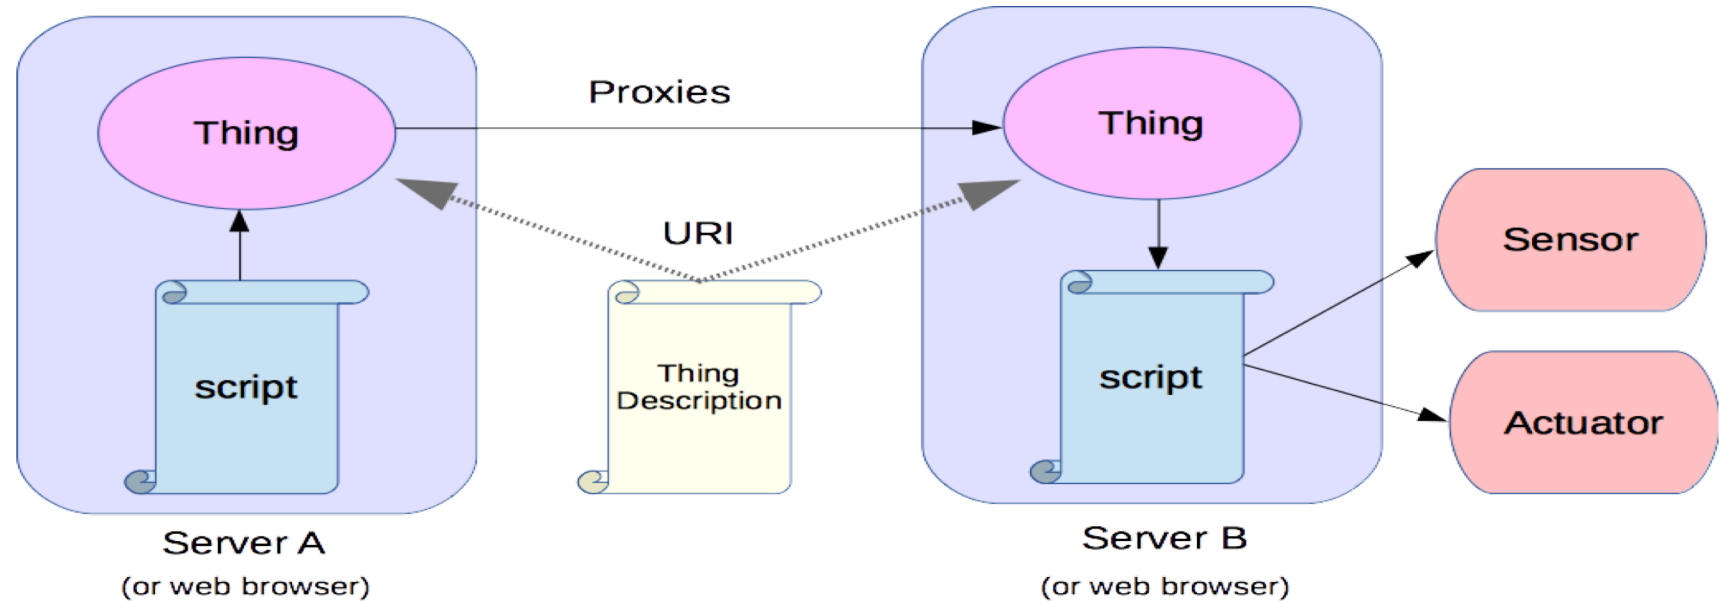 Proxies
Thing
Thing
URI
Sensor
script
Thing
Description
script
Actuator
Server A
(or web browser)
Server B
(or web browser)